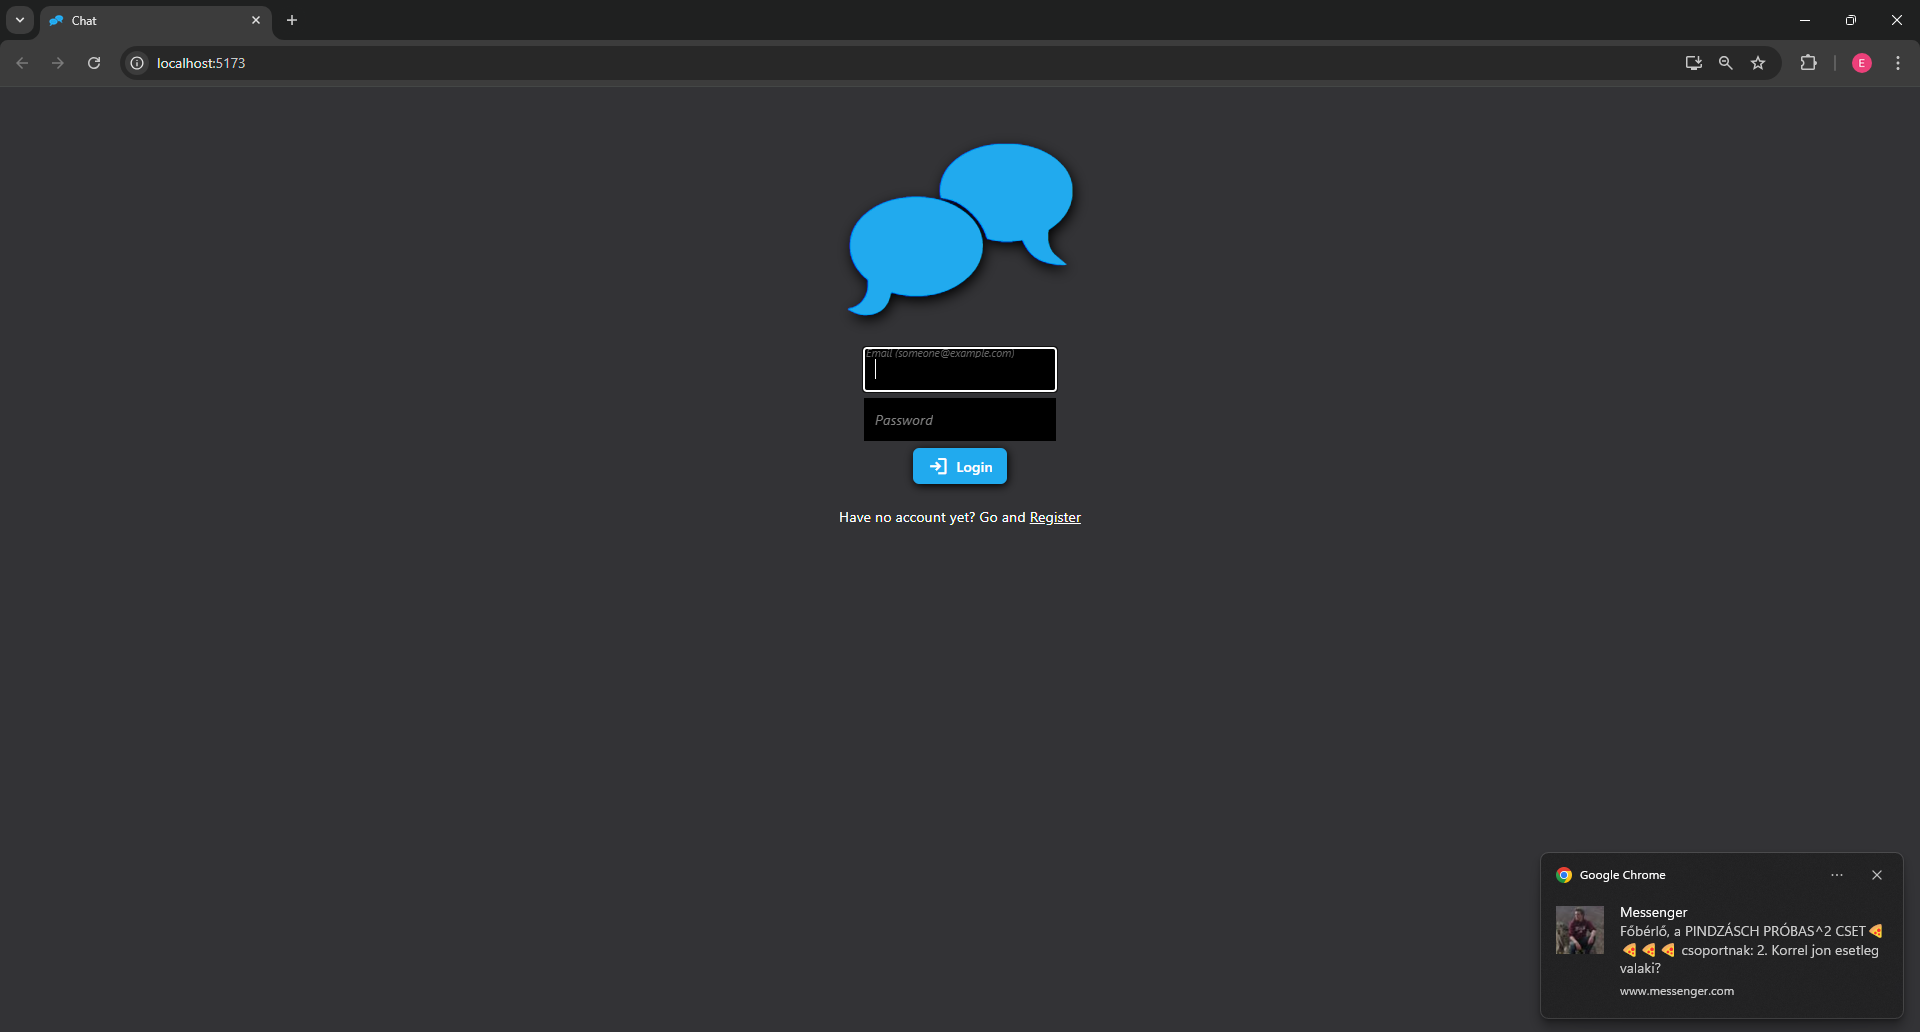 Chat
localhost:5173
E
Email (someone@example.com)
Password
Login
Have no account yet? Go and Register
Google Chrome
Messenger
Főbérlő, a PINDZÁSCH PRÓBAS^2 CSET🍕
🍕🍕🍕 csoportnak: 2. Korrel jon esetleg
valaki?
www.messenger.com